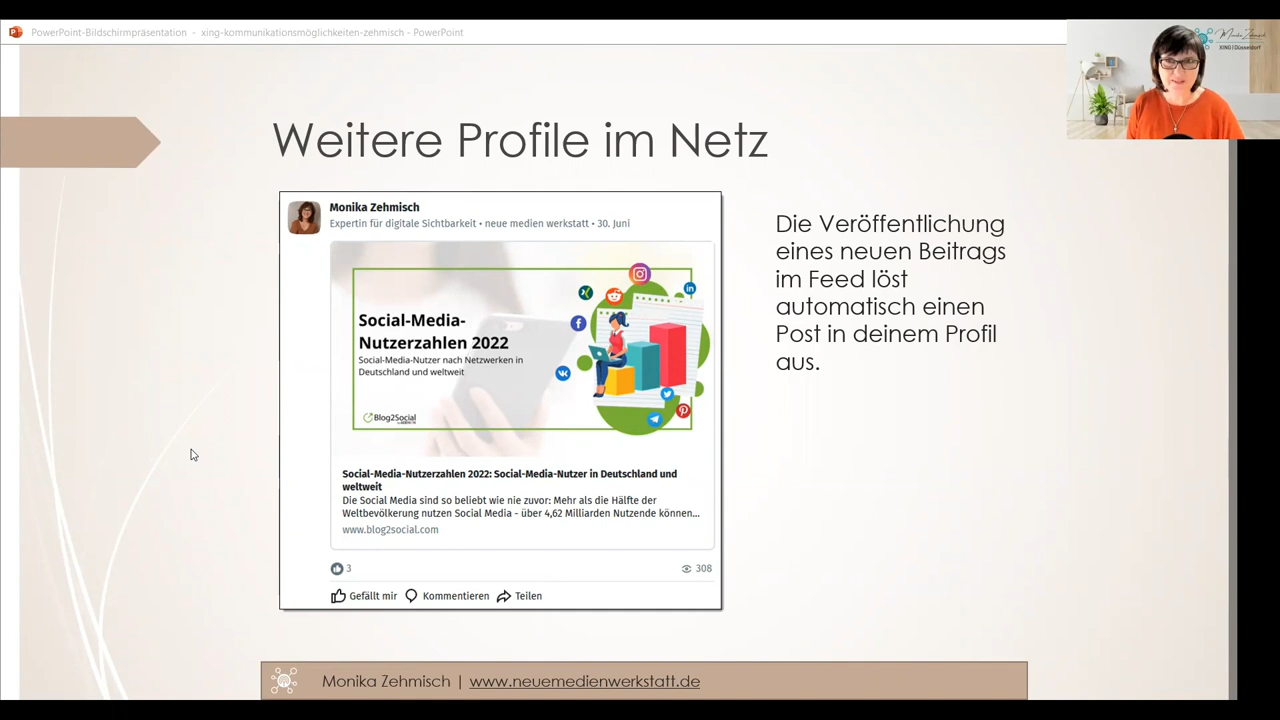 PowerPoint-Bildschirmpräsentation - xing-kommunikationsmöglichkeiten-zehmisch - PowerPoint
Monika Zehmisch
XING | Düsseldorf
Weitere Profile im Netz
Monika Zehmisch
Expertin für digitale Sichtbarkeit • neue medien werkstatt • 30. Juni
Social-Media-
Nutzerzahlen 2022
Social-Media-Nutzer nach Netzwerken in
Deutschland und weltweit
Blog2Social
Social-Media-Nutzerzahlen 2022: Social-Media-Nutzer in Deutschland und
weltweit
Die Social Media sind so beliebt wie nie zuvor: Mehr als die Hälfte der
Weltbevölkerung nutzen Social Media - über 4,62 Milliarden Nutzende können...
www.blog2social.com
3
308
Gefällt mir Kommentieren Teilen
Die Veröffentlichung
eines neuen Beitrags
im Feed löst
automatisch einen
Post in deinem Profil
aus.
Monika Zehmisch | www.neuemedienwerkstatt.de